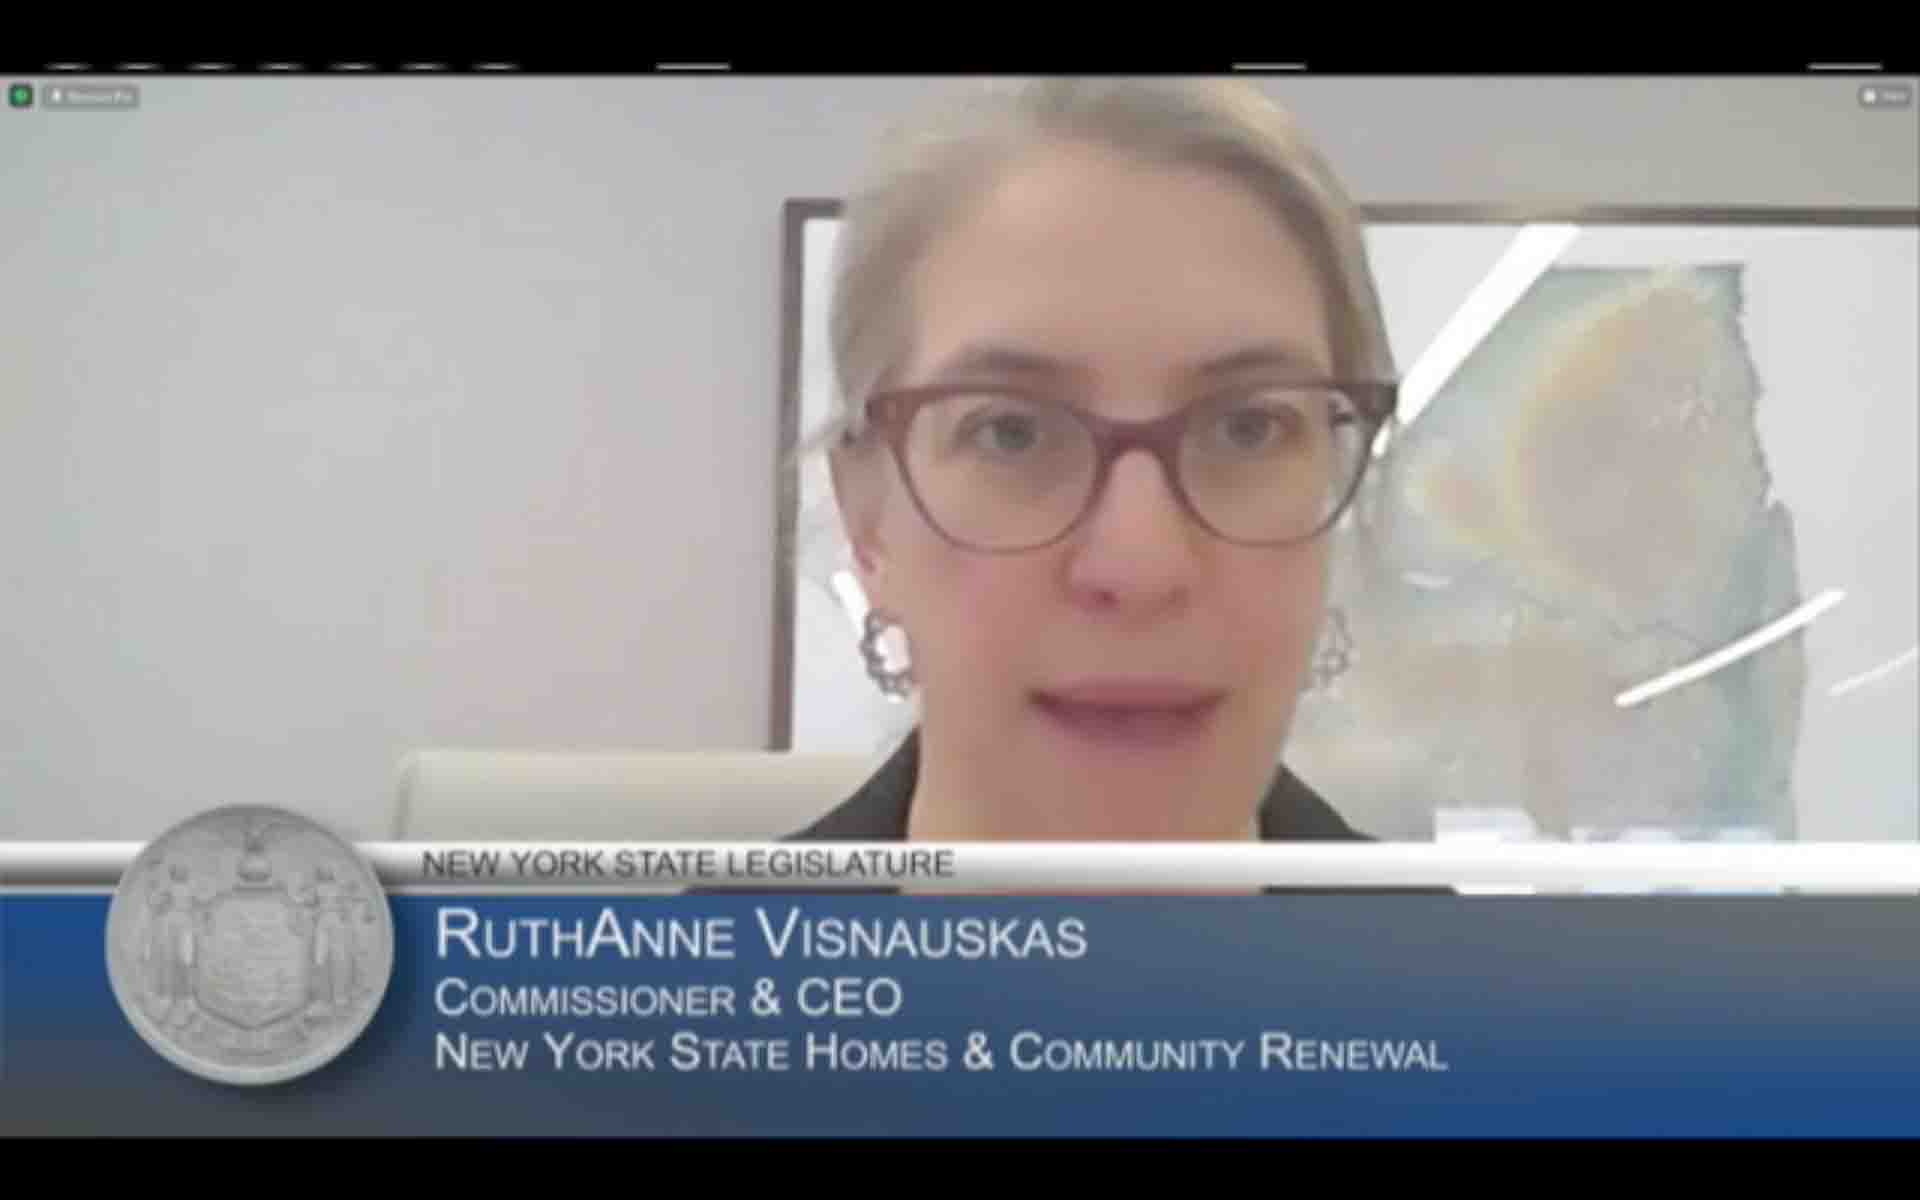 NEW YORK STATE LEGISLATURE
RUTHANNE VISNAUSKAS
COMMISSIONER & CEO
NEW YORK STATE HOMES & COMMUNITY RENEWAL